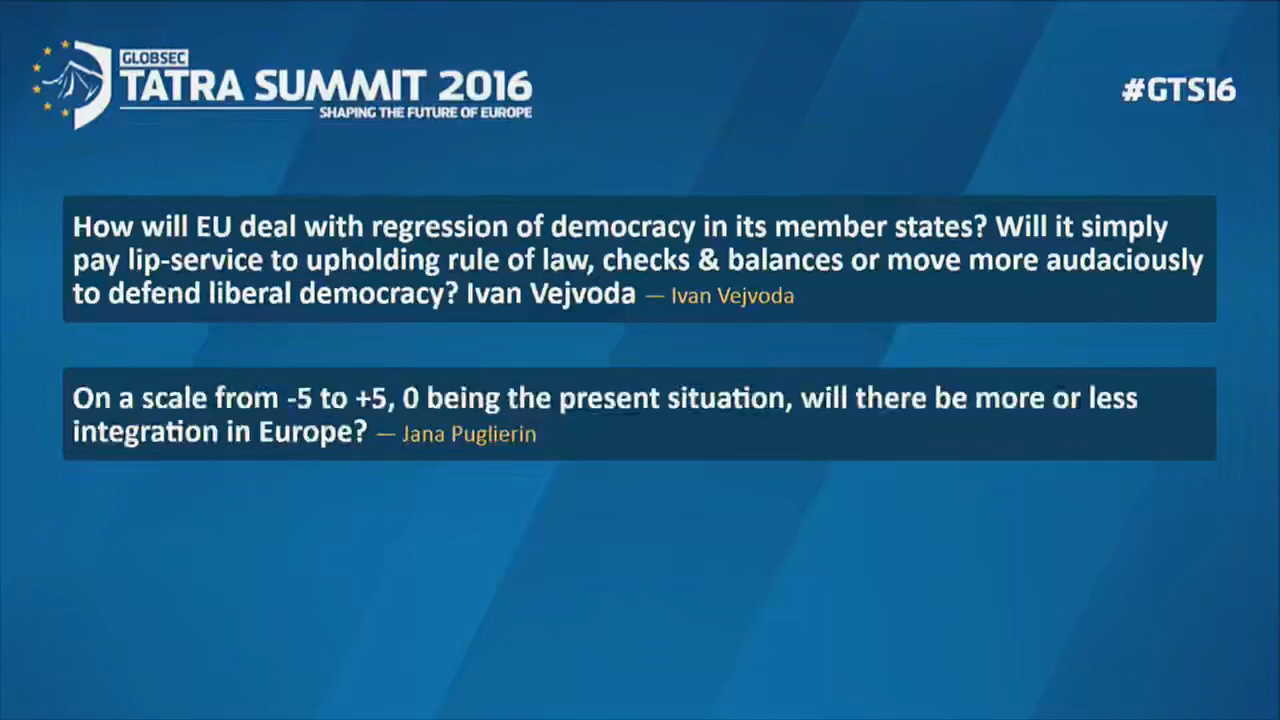 GLOBSEC
TATRA SUMMIT 2016
SHAPING THE FUTURE OF EUROPE
#GTS16
How will EU deal with regression of democracy in its member states? Will it simply
pay lip-service to upholding rule of law, checks & balances or move more audaciously
to defend liberal democracy? Ivan Vejvoda — Ivan Vejvoda
On a scale from -5 to +5, 0 being the present situation, will there be more or less
integration in Europe? — Jana Puglierin